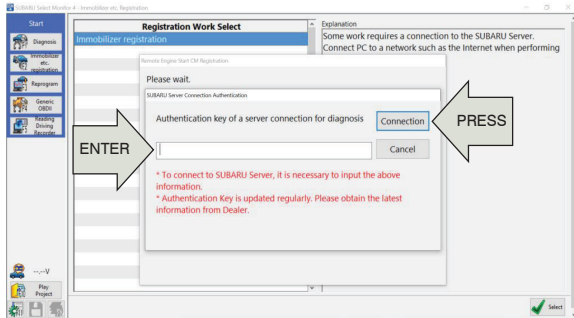 SUBARU Select Monitor 4 - Immobilizer etc. Registration
Start
Diagnosis
Immobilizer
etc.
registration
Reprogram
Generic
OBDII
Reading
Driving
Recorder
--.--V
Play
Project
Registration Work Select
Immobilizer registration
Explanation
Some work requires a connection to the SUBARU Server.
Connect PC to a network such as the Internet when performing
Remote Engine Start CM Registration
Please wait.
SUBARU Server Connection Authentication
Authentication key of a server connection for diagnosis
Connection
Cancel
* To connect to SUBARU Server, it is necessary to input the above
information.
* Authentication Key is updated regularly. Please obtain the latest
information from Dealer.
ENTER
PRESS
Select